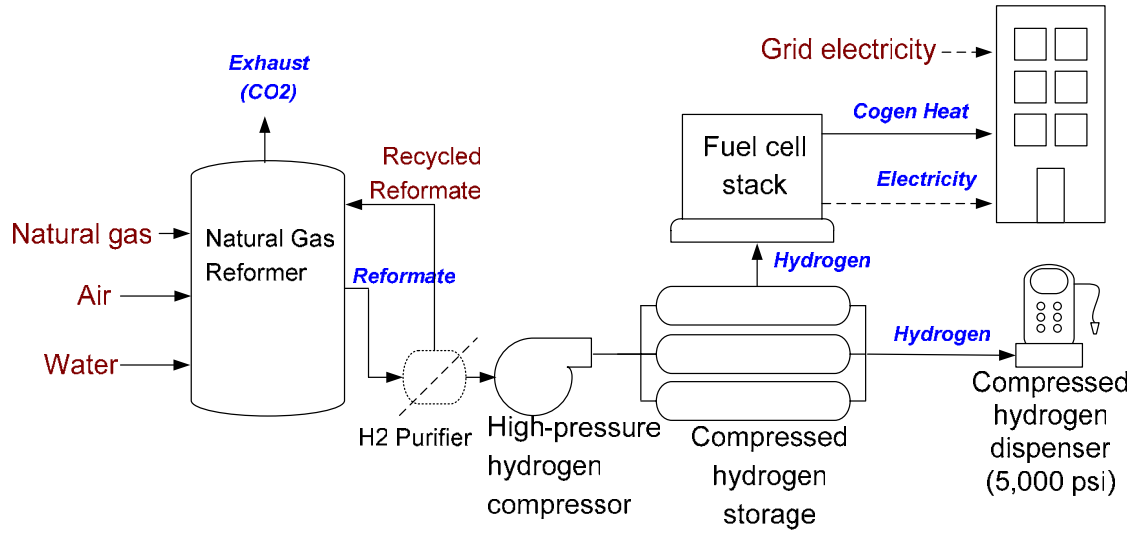 Exhaust
(CO2)
Grid electricity
Cogen Heat
Fuel cell
stack
Electricity
Recycled
Reformate
Natural gas
Natural Gas
Reformer
Reformate
Hydrogen
Air
Hydrogen
Water
H2 Purifier
High-pressure
hydrogen
compressor
Compressed
hydrogen
storage
Compressed
hydrogen
dispenser
(5,000 psi)